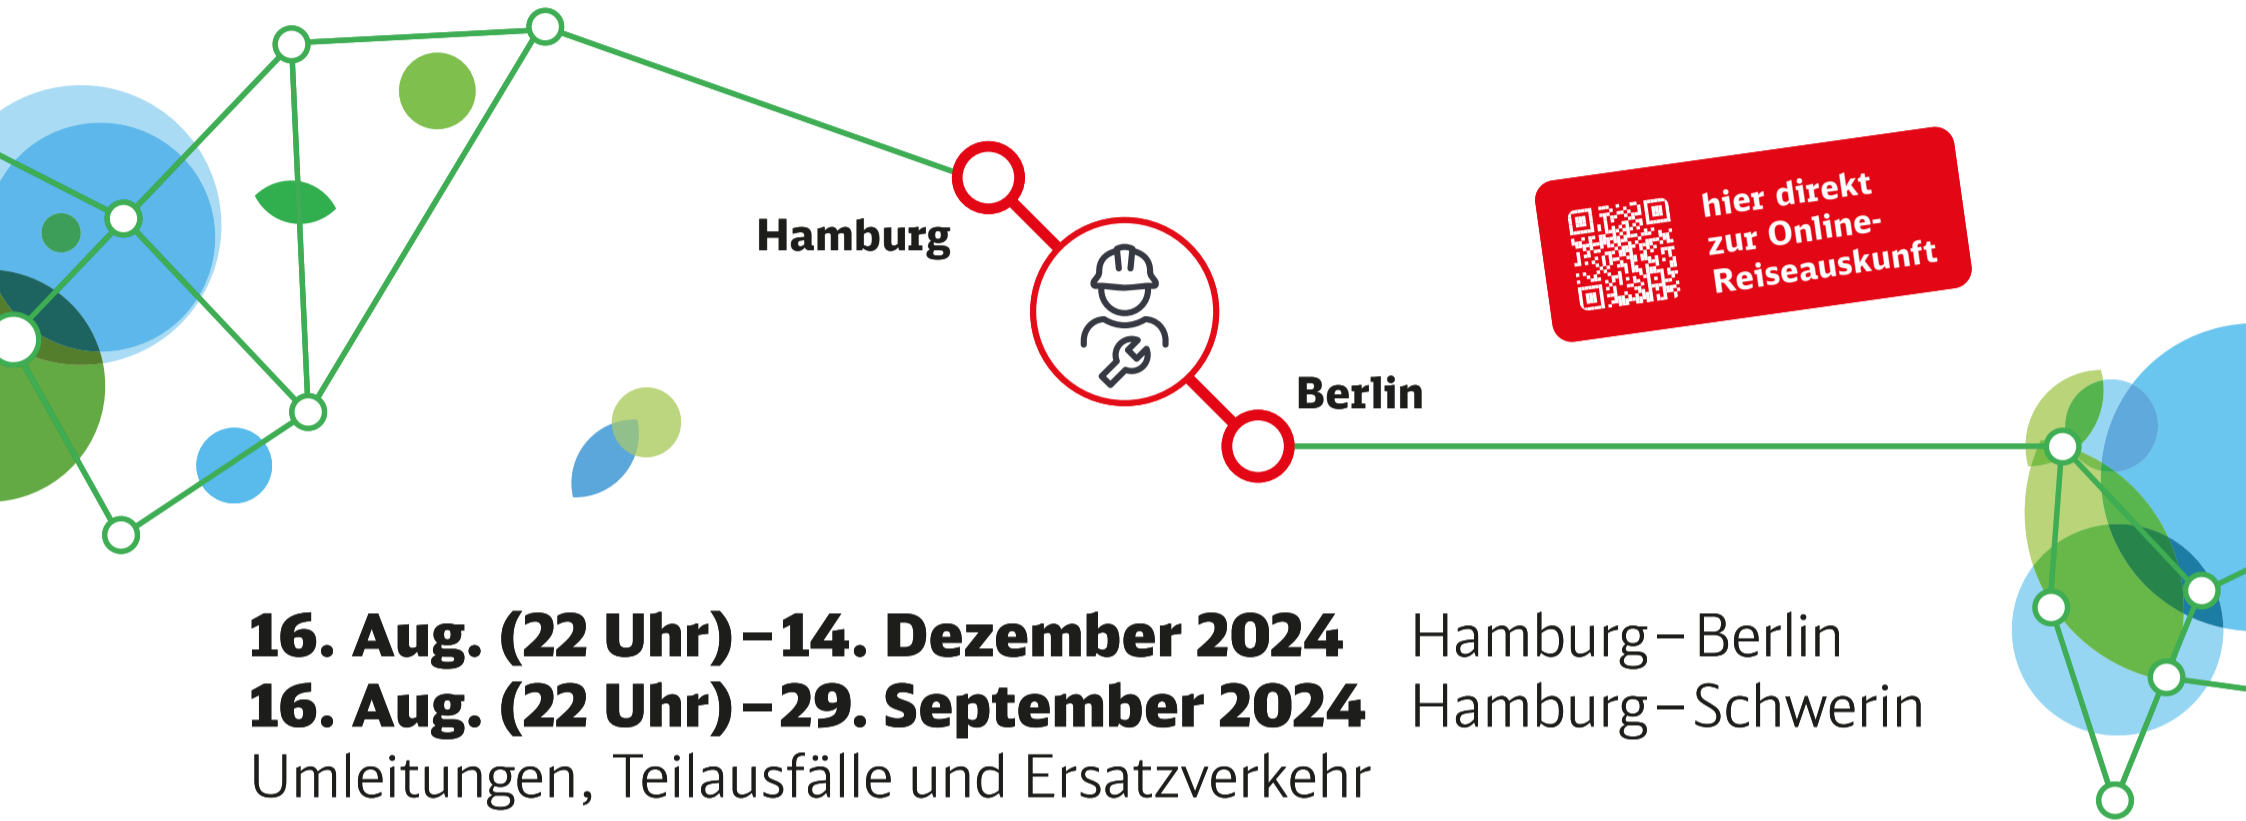 Hamburg
hier direkt
zur Online-
Reiseauskunft
Berlin
16. Aug. (22 Uhr) – 14. Dezember 2024 Hamburg – Berlin
16. Aug. (22 Uhr) – 29. September 2024 Hamburg – Schwerin
Umleitungen, Teilausfälle und Ersatzverkehr